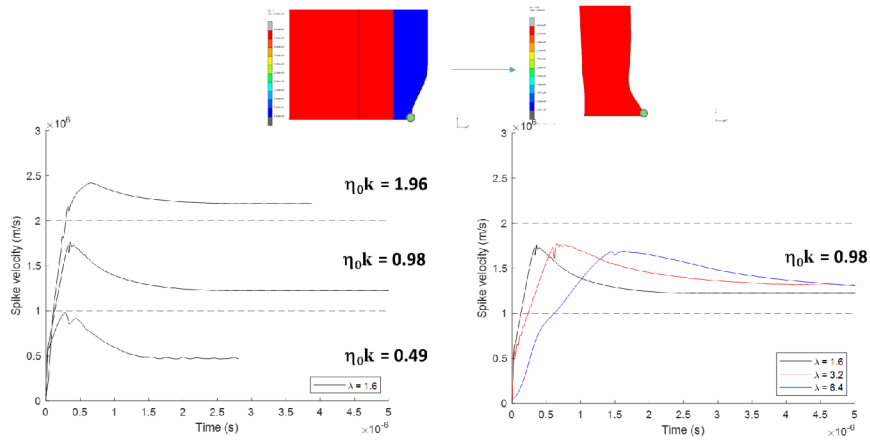 ×10⁶
3
2.5
2
1.5
1
0.5
0
Spike velocity (m/s)
η₀k = 1.96
η₀k = 0.98
η₀k = 0.49
λ = 1.6
0 0.5 1 1.5 2 2.5 3 3.5 4 4.5 5
Time (s)
×10⁻⁶
×10⁶
3
2.5
2
1.5
1
0.5
0
Spike velocity (m/s)
η₀k = 0.98
λ = 1.6
λ = 3.2
λ = 6.4
0 0.5 1 1.5 2 2.5 3 3.5 4 4.5 5
Time (s)
×10⁻⁶